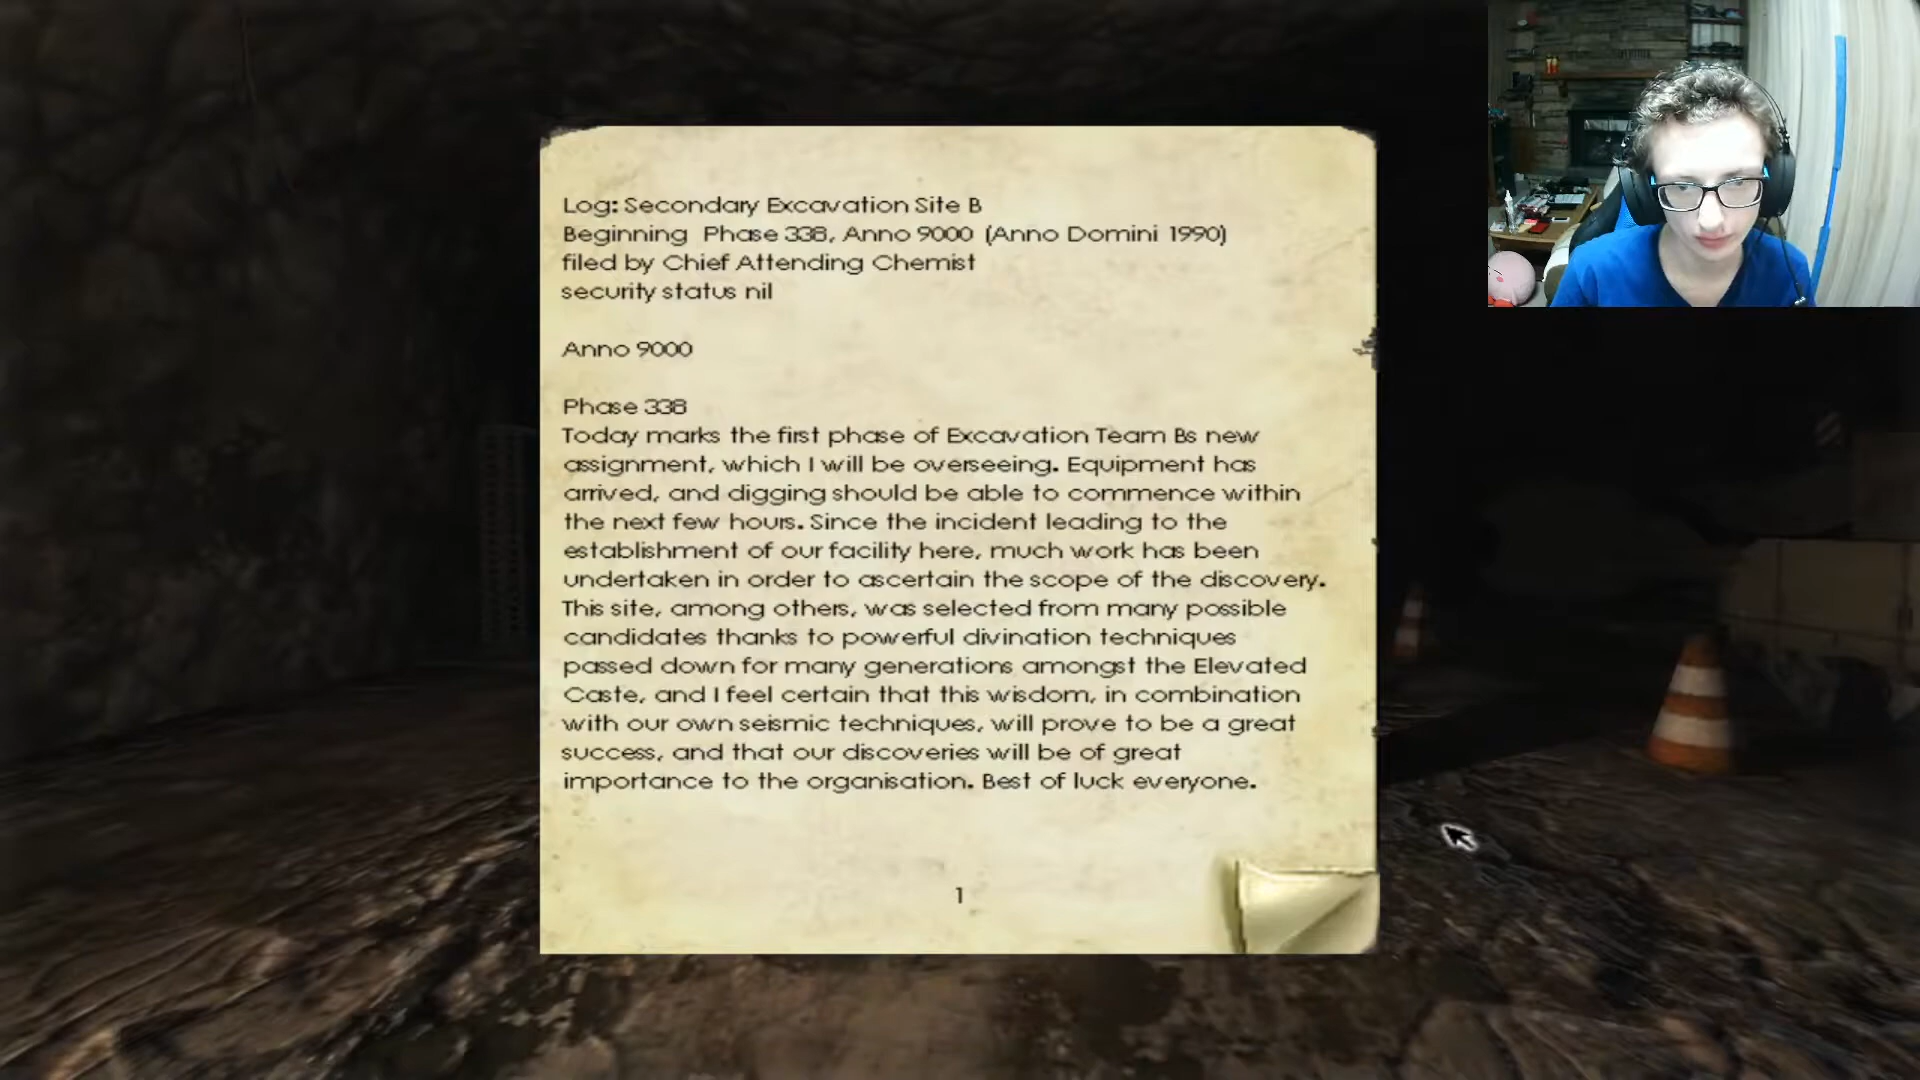 Log: Secondary Excavation Site B
Beginning Phase 338, Anno 9000 (Anno Domini 1990)
filed by Chief Attending Chemist
security status nil
Anno 9000
Phase 338
Today marks the first phase of Excavation Team Bs new
assignment, which I will be overseeing. Equipment has
arrived, and digging should be able to commence within
the next few hours. Since the incident leading to the
establishment of our facility here, much work has been
undertaken in order to ascertain the scope of the discovery.
This site, among others, was selected from many possible
candidates thanks to powerful divination techniques
passed down for many generations amongst the Elevated
Caste, and I feel certain that this wisdom, in combination
with our own seismic techniques, will prove to be a great
success, and that our discoveries will be of great
importance to the organisation. Best of luck everyone.
1